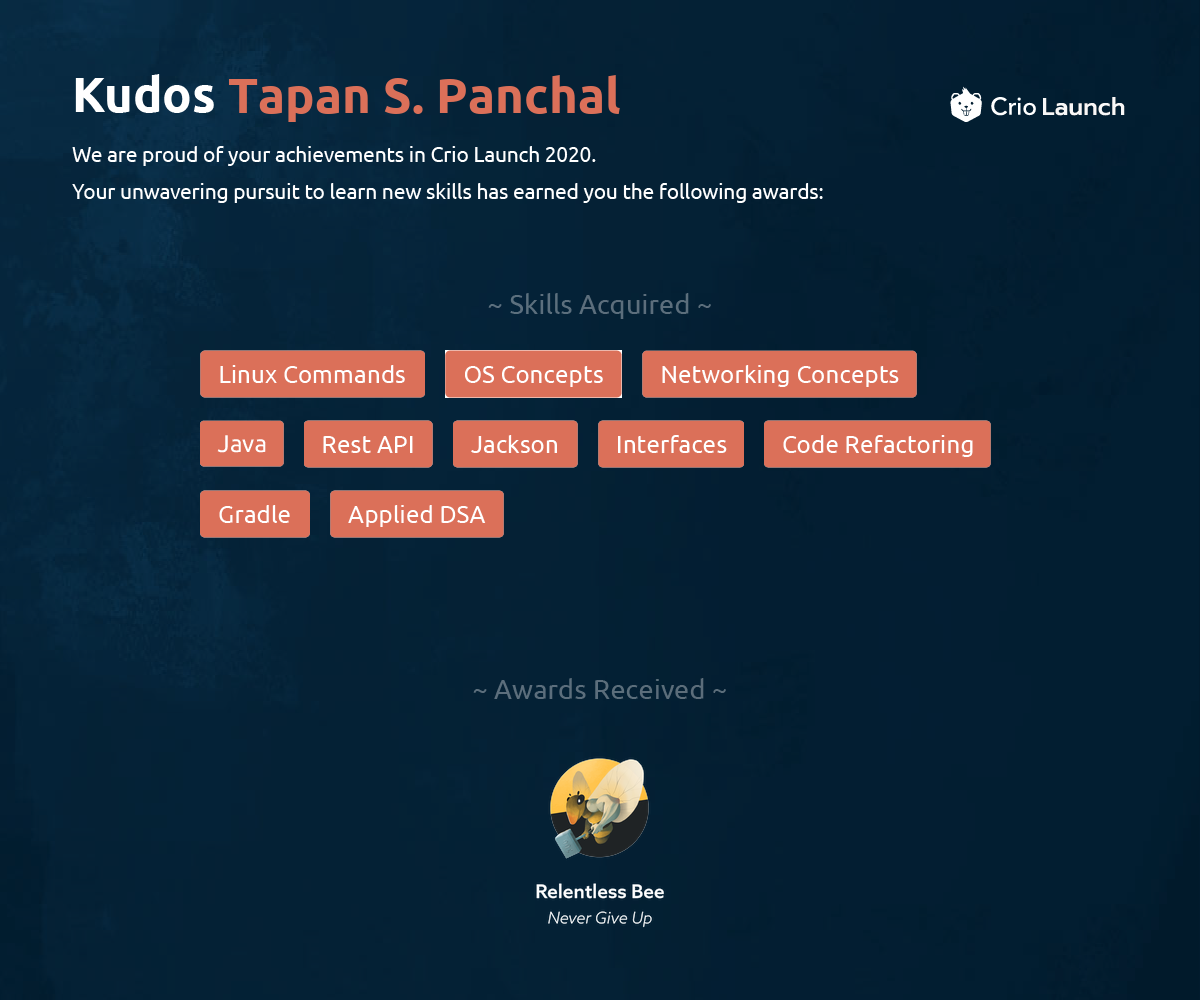 Kudos Tapan S. Panchal
Crio Launch
We are proud of your achievements in Crio Launch 2020.
Your unwavering pursuit to learn new skills has earned you the following awards:
~ Skills Acquired ~
Linux Commands OS Concepts Networking Concepts
Java Rest API Jackson Interfaces Code Refactoring
Gradle Applied DSA
~ Awards Received ~
Relentless Bee
Never Give Up